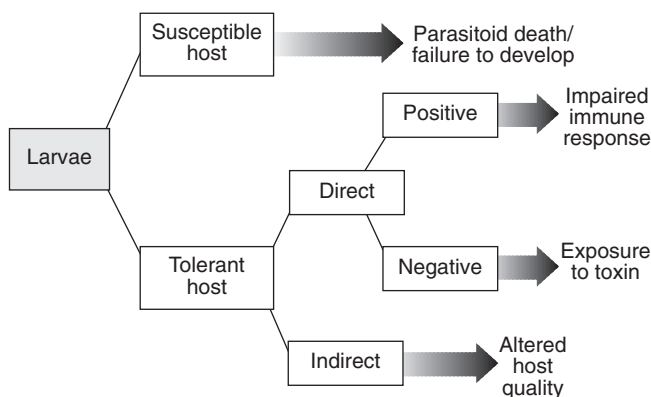 Susceptible
host
Parasitoid death/
failure to develop
Larvae
Positive
Impaired
immune
response
Direct
Tolerant
host
Negative
Exposure
to toxin
Indirect
Altered
host
quality